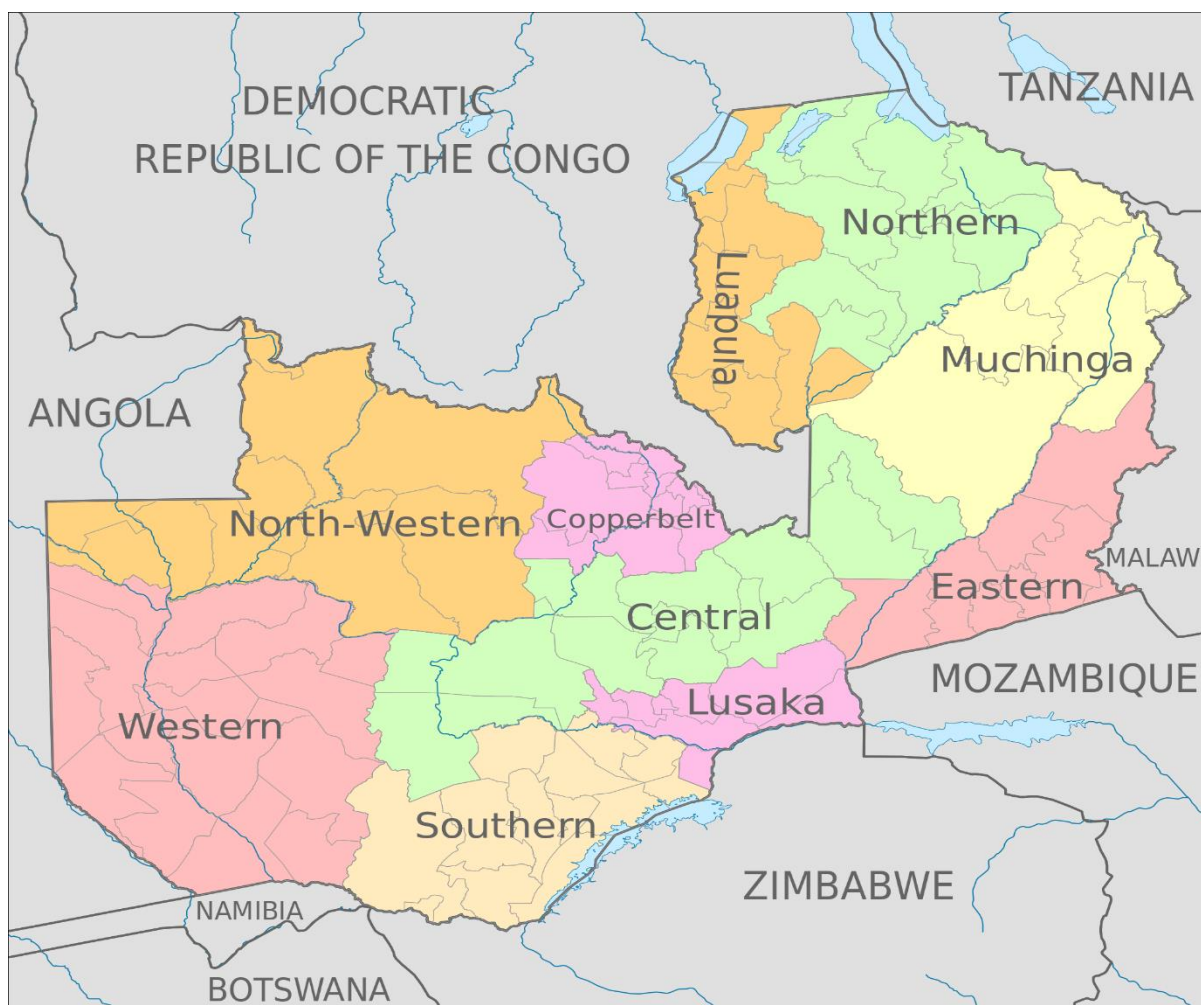 DEMOCRATIC
REPUBLIC OF THE CONGO
TANZANIA
Northern
Luapula
Muchinga
ANGOLA
North-Western
Copperbelt
MALAW
Eastern
Central
MOZAMBIQUE
Lusaka
Western
Southern
ZIMBABWE
NAMIBIA
BOTSWANA